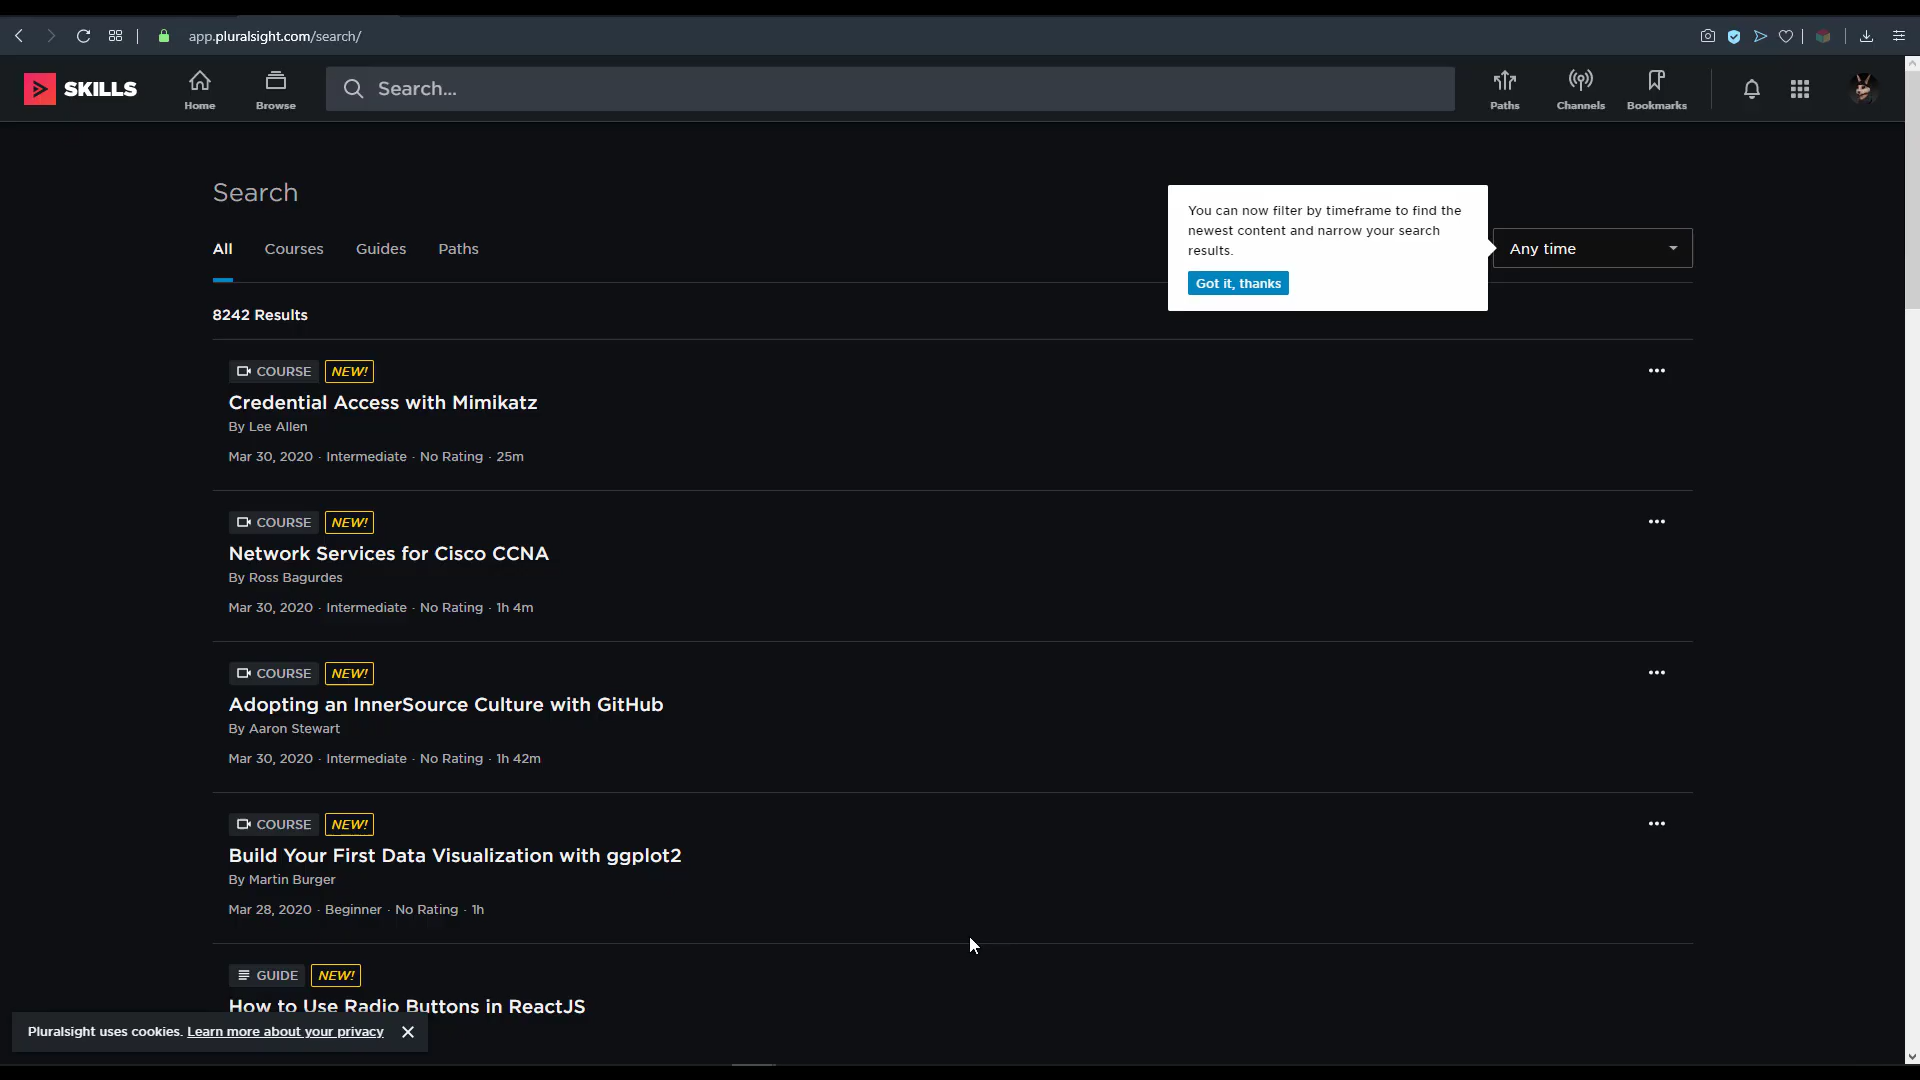 app.pluralsight.com/search/
SKILLS
Home
Browse
Search...
Paths
Channels
Bookmarks
Search
All
Courses
Guides
Paths
You can now filter by timeframe to find the
newest content and narrow your search
results.
Got it, thanks
Any time
8242 Results
COURSE NEW!
Credential Access with Mimikatz
By Lee Allen
Mar 30, 2020 · Intermediate · No Rating · 25m
COURSE NEW!
Network Services for Cisco CCNA
By Ross Bagurdes
Mar 30, 2020 · Intermediate · No Rating · 1h 4m
COURSE NEW!
Adopting an InnerSource Culture with GitHub
By Aaron Stewart
Mar 30, 2020 · Intermediate · No Rating · 1h 42m
COURSE NEW!
Build Your First Data Visualization with ggplot2
By Martin Burger
Mar 28, 2020 · Beginner · No Rating · 1h
GUIDE NEW!
How to Use Radio Buttons in ReactJS
Pluralsight uses cookies. Learn more about your privacy